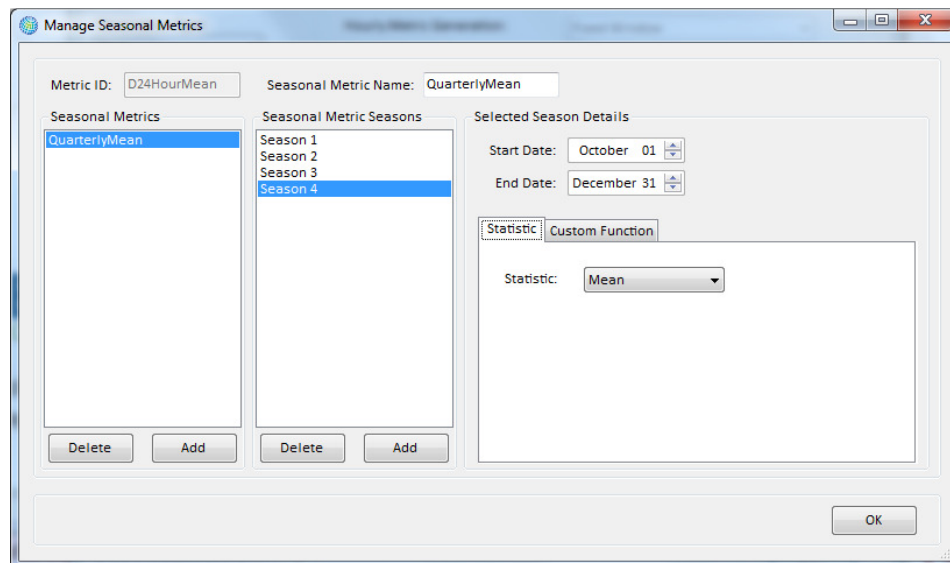 Manage Seasonal Metrics
Metric ID: D24HourMean Seasonal Metric Name: QuarterlyMean
Seasonal Metrics
QuarterlyMean
Delete Add
Seasonal Metric Seasons
Season 1
Season 2
Season 3
Season 4
Delete Add
Selected Season Details
Start Date: October 01
End Date: December 31
Statistic Custom Function
Statistic: Mean
OK